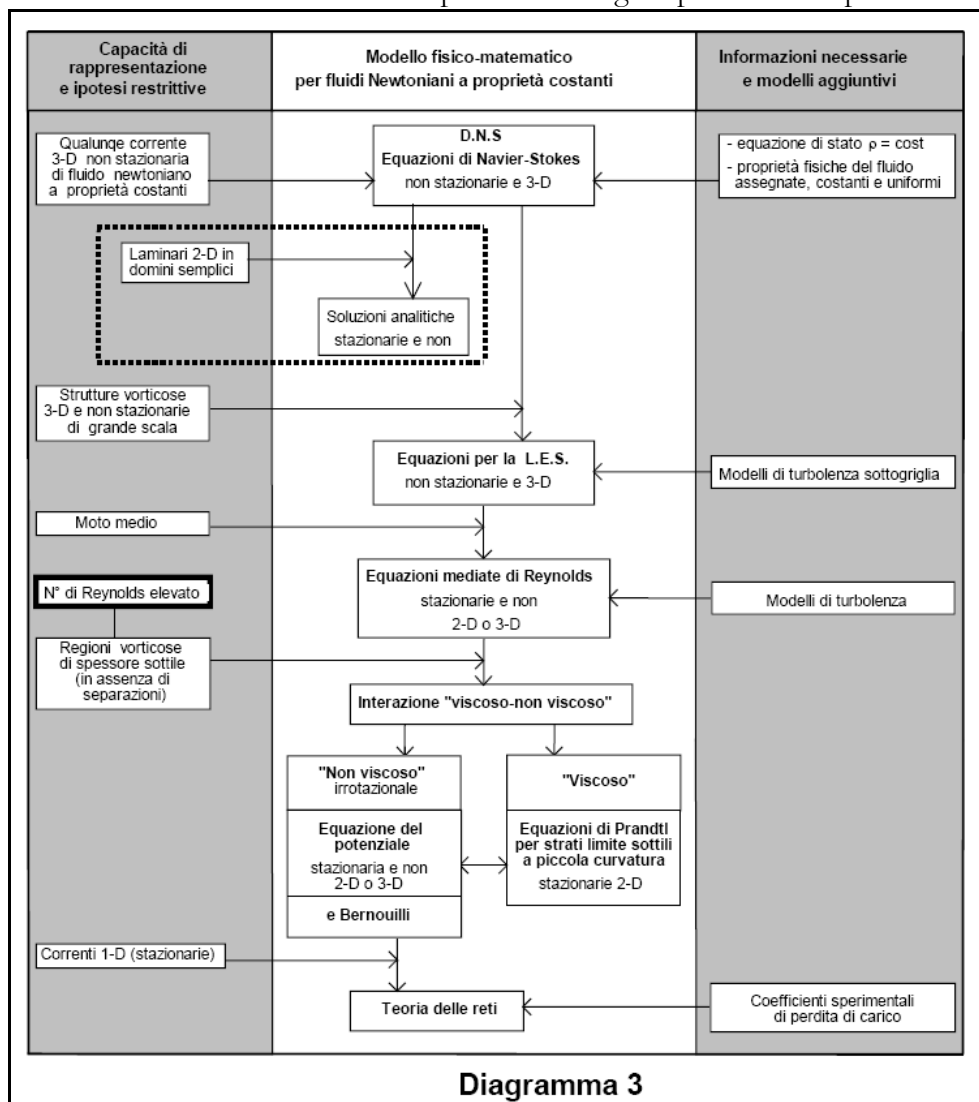 Capacità di
rappresentazione
e ipotesi restrittive
Modello fisico-matematico
per fluidi Newtoniani a proprietà costanti
Informazioni necessarie
e modelli aggiuntivi
Qualunqe corrente
3-D non stazionaria
di fluido newtoniano
a proprietà costanti
D.N.S
Equazioni di Navier-Stokes
non stazionarie e 3-D
- equazione di stato ρ = cost
- proprietà fisiche del fluido
assegnate, costanti e uniformi
Laminari 2-D in
domini semplici
Soluzioni analitiche
stazionarie e non
Strutture vorticose
3-D e non stazionarie
di grande scala
Equazioni per la L.E.S.
non stazionarie e 3-D
Modelli di turbolenza sottogriglia
Moto medio
Equazioni mediate di Reynolds
stazionarie e non
2-D o 3-D
Modelli di turbolenza
N° di Reynolds elevato
Regioni vorticose
di spessore sottile
(in assenza di
separazioni)
Interazione "viscoso-non viscoso"
"Non viscoso"
irrotazionale
Equazione del
potenziale
stazionaria e non
2-D o 3-D
e Bernouilli
"Viscoso"
Equazioni di Prandtl
per strati limite sottili
a piccola curvatura
stazionarie 2-D
Correnti 1-D (stazionarie)
Teoria delle reti
Coefficienti sperimentali
di perdita di carico
Diagramma 3